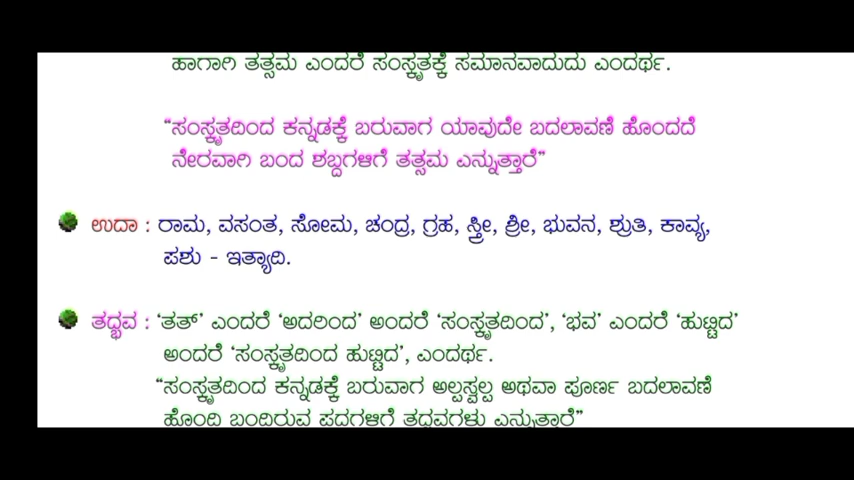 ಹಾಗಾಗಿ ತತ್ಸಮ ಎಂದರೆ ಸಂಸ್ಕೃತಕ್ಕೆ ಸಮಾನವಾದುದು ಎಂದರ್ಥ.
"ಸಂಸ್ಕೃತದಿಂದ ಕನ್ನಡಕ್ಕೆ ಬರುವಾಗ ಯಾವುದೇ ಬದಲಾವಣೆ ಹೊಂದದೆ
ನೇರವಾಗಿ ಬಂದ ಶಬ್ದಗಳಿಗೆ ತತ್ಸಮ ಎನ್ನುತ್ತಾರೆ"
ಉದಾ : ರಾಮ, ವಸಂತ, ಸೋಮ, ಚಂದ್ರ, ಗ್ರಹ, ಸ್ತ್ರೀ, ಶ್ರೀ, ಭುವನ, ಶ್ರುತಿ, ಕಾವ್ಯ,
ಪಶು - ಇತ್ಯಾದಿ.
ತದ್ಭವ : 'ತತ್' ಎಂದರೆ 'ಅದರಿಂದ' ಅಂದರೆ 'ಸಂಸ್ಕೃತದಿಂದ', 'ಭವ' ಎಂದರೆ 'ಹುಟ್ಟಿದ'
ಅಂದರೆ 'ಸಂಸ್ಕೃತದಿಂದ ಹುಟ್ಟಿದ', ಎಂದರ್ಥ.
"ಸಂಸ್ಕೃತದಿಂದ ಕನ್ನಡಕ್ಕೆ ಬರುವಾಗ ಅಲ್ಪಸ್ವಲ್ಪ ಅಥವಾ ಪೂರ್ಣ ಬದಲಾವಣೆ
ಹೊಂದಿ ಬಂದಿರುವ ಪದಗಳಿಗೆ ತದ್ಭವಗಳು ಎನ್ನುತ್ತಾರೆ"